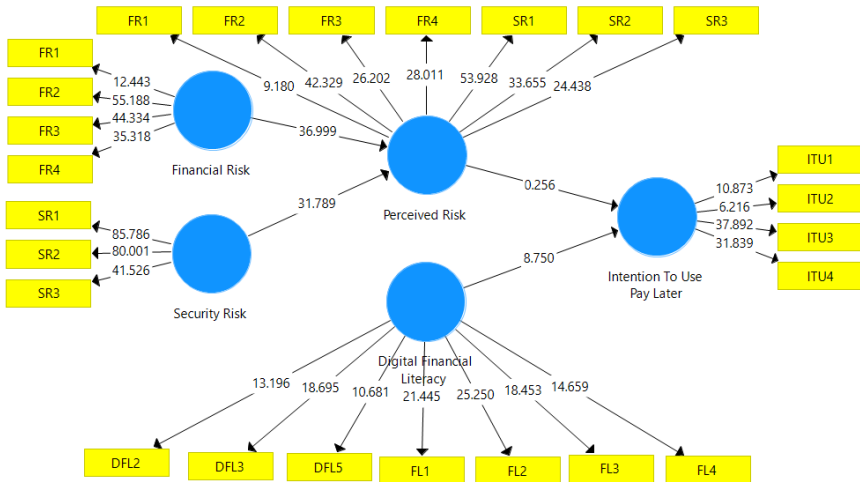 FR1 FR2 FR3 FR4 SR1 SR2 SR3
FR1
FR2
FR3
FR4
12.443
55.188
44.334
35.318
9.180
42.329
26.202
28.011
53.928
33.655
24.438
Financial Risk
36.999
Perceived Risk
SR1
SR2
SR3
85.786
80.001
41.526
Security Risk
31.789
0.256
8.750
ITU1
ITU2
ITU3
ITU4
10.873
6.216
37.892
31.839
Intention To Use
Pay Later
Digital Financial
Literacy
13.196
18.695
10.681
21.445
25.250
18.453
14.659
DFL2 DFL3 DFL5 FL1 FL2 FL3 FL4